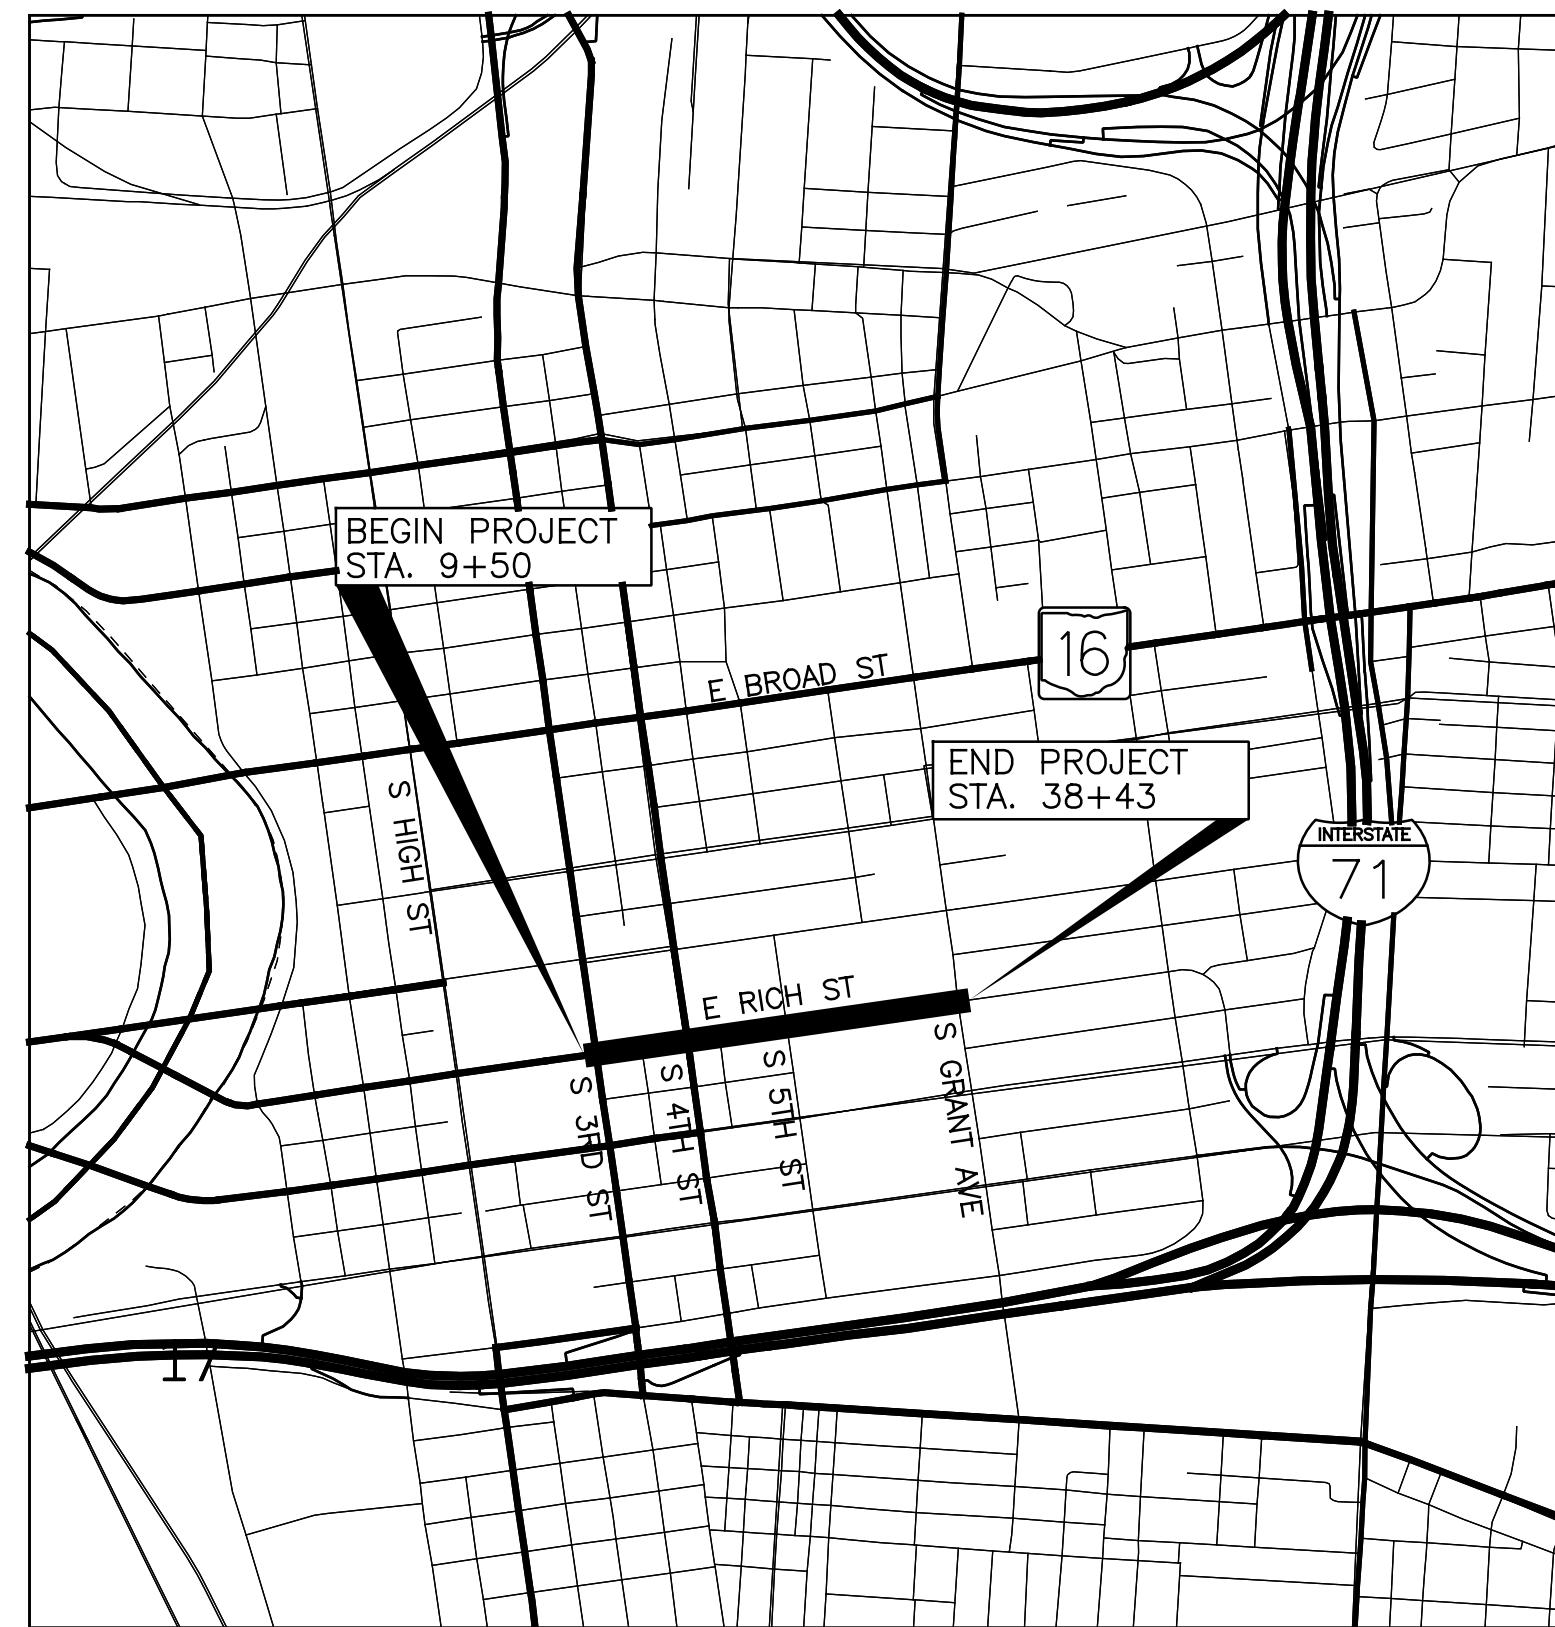 BEGIN PROJECT
STA. 9+50
16
E BROAD ST
END PROJECT
STA. 38+43
S HIGH ST
INTERSTATE
71
E RICH ST
S 3RD ST
S 4TH ST
S 5TH ST
S GRANT AVE
17